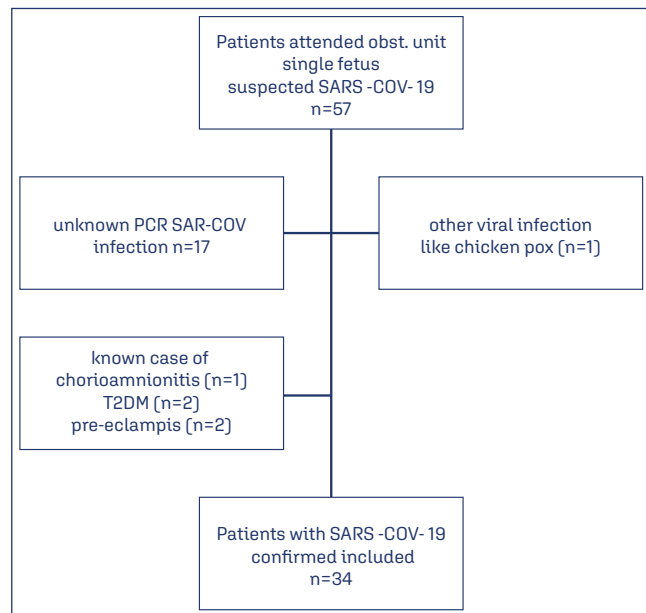 Patients attended obst. unit
single fetus
suspected SARS -COV- 19
n=57
unknown PCR SAR-COV
infection n=17
other viral infection
like chicken pox (n=1)
known case of
chorioamnionitis (n=1)
T2DM (n=2)
pre-eclampis (n=2)
Patients with SARS -COV- 19
confirmed included
n=34